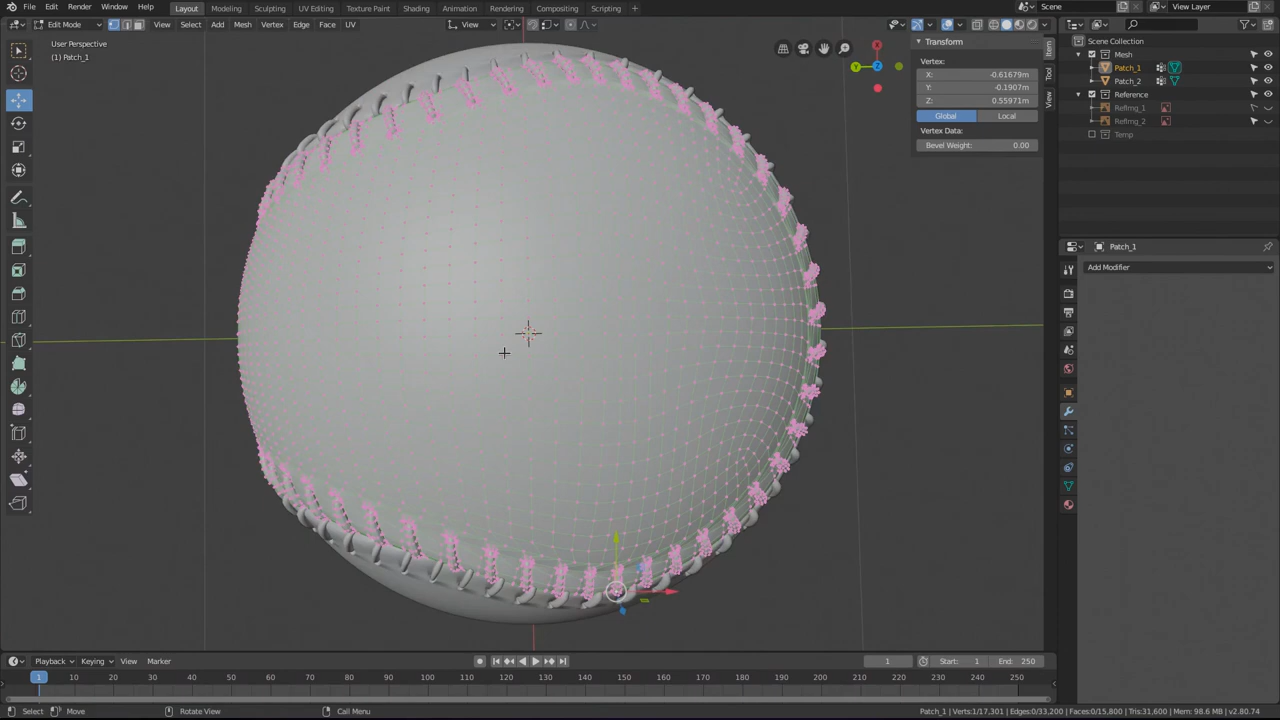 File Edit Render Window Help Layout Modeling Sculpting UV Editing Texture Paint Shading Animation Rendering Compositing Scripting + Scene View Layer
Edit Mode View Select Add Mesh Vertex Edge Face UV View
User Perspective
(1) Patch_1
X
Y
Z
Transform
Vertex:
X: -0.61679m
Y: -0.1907m
Z: 0.55971m
Global Local
Vertex Data:
Bevel Weight: 0.00
Item
Tool
View
Scene Collection
Mesh
Patch_1
Patch_2
Reference
RefImg_1
RefImg_2
Temp
Patch_1
Add Modifier
Playback Keying View Marker 1 Start: 1 End: 250
1 10 20 30 40 50 60 70 80 90 100 110 120 130 140 150 160 170 180 190 200 210 220 230 240 250
Select Move Rotate View Call Menu Patch_1 | Verts:1/17,301 | Edges:0/33,200 | Faces:0/15,800 | Tris:31,600 | Mem: 98.6 MB | v2.80.74